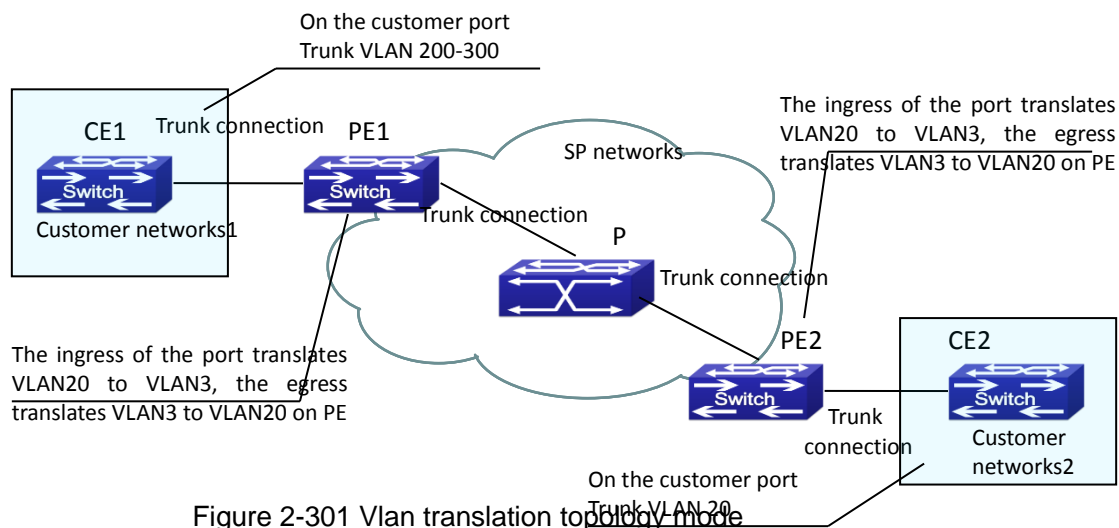 On the customer port
Trunk VLAN 200-300
CE1
Trunk connection
PE1
Switch
Switch
Customer networks1
SP networks
Trunk connection
The ingress of the port translates
VLAN20 to VLAN3, the egress
translates VLAN3 to VLAN20 on PE
P
Trunk connection
The ingress of the port translates
VLAN20 to VLAN3, the egress
translates VLAN3 to VLAN20 on PE
PE2
CE2
Switch
Switch
Trunk
connection
Customer
networks2
On the customer port
Trunk VLAN 20
Figure 2-301 Vlan translation topology mode